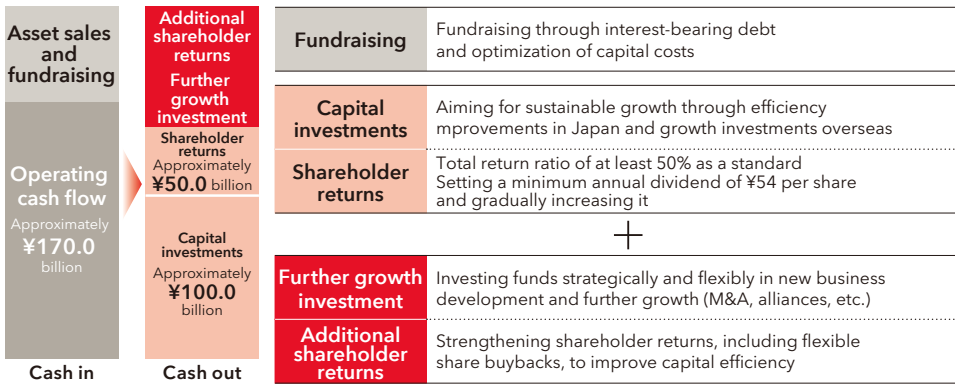 Asset sales
and
fundraising
Operating
cash flow
Approximately
¥170.0
billion
Cash in
Additional
shareholder
returns
Further
growth
investment
Shareholder
returns
Approximately
¥50.0 billion
Capital
investments
Approximately
¥100.0
billion
Cash out
Fundraising
Fundraising through interest-bearing debt
and optimization of capital costs
Capital
investments
Aiming for sustainable growth through efficiency
mprovements in Japan and growth investments overseas
Shareholder
returns
Total return ratio of at least 50% as a standard
Setting a minimum annual dividend of ¥54 per share
and gradually increasing it
+
Further growth
investment
Investing funds strategically and flexibly in new business
development and further growth (M&A, alliances, etc.)
Additional
shareholder
returns
Strengthening shareholder returns, including flexible
share buybacks, to improve capital efficiency